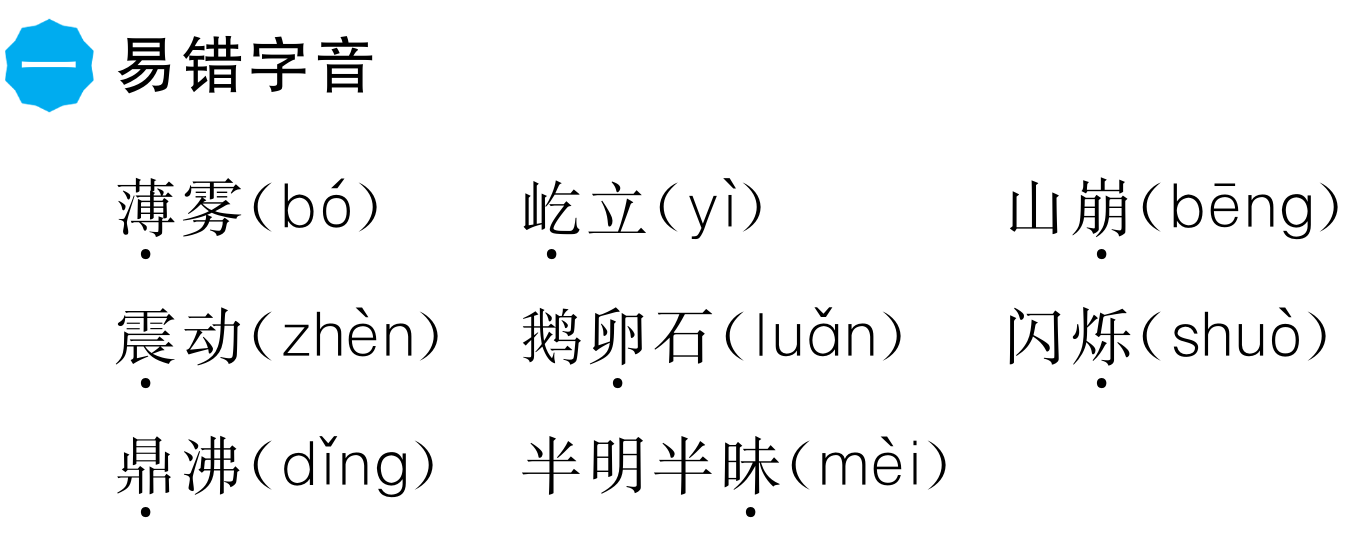 一 易错字音
薄雾(bó) 屹立(yì) 山崩(bēng)
震动(zhèn) 鹅卵石(luǎn) 闪烁(shuò)
鼎沸(dǐng) 半明半昧(mèi)